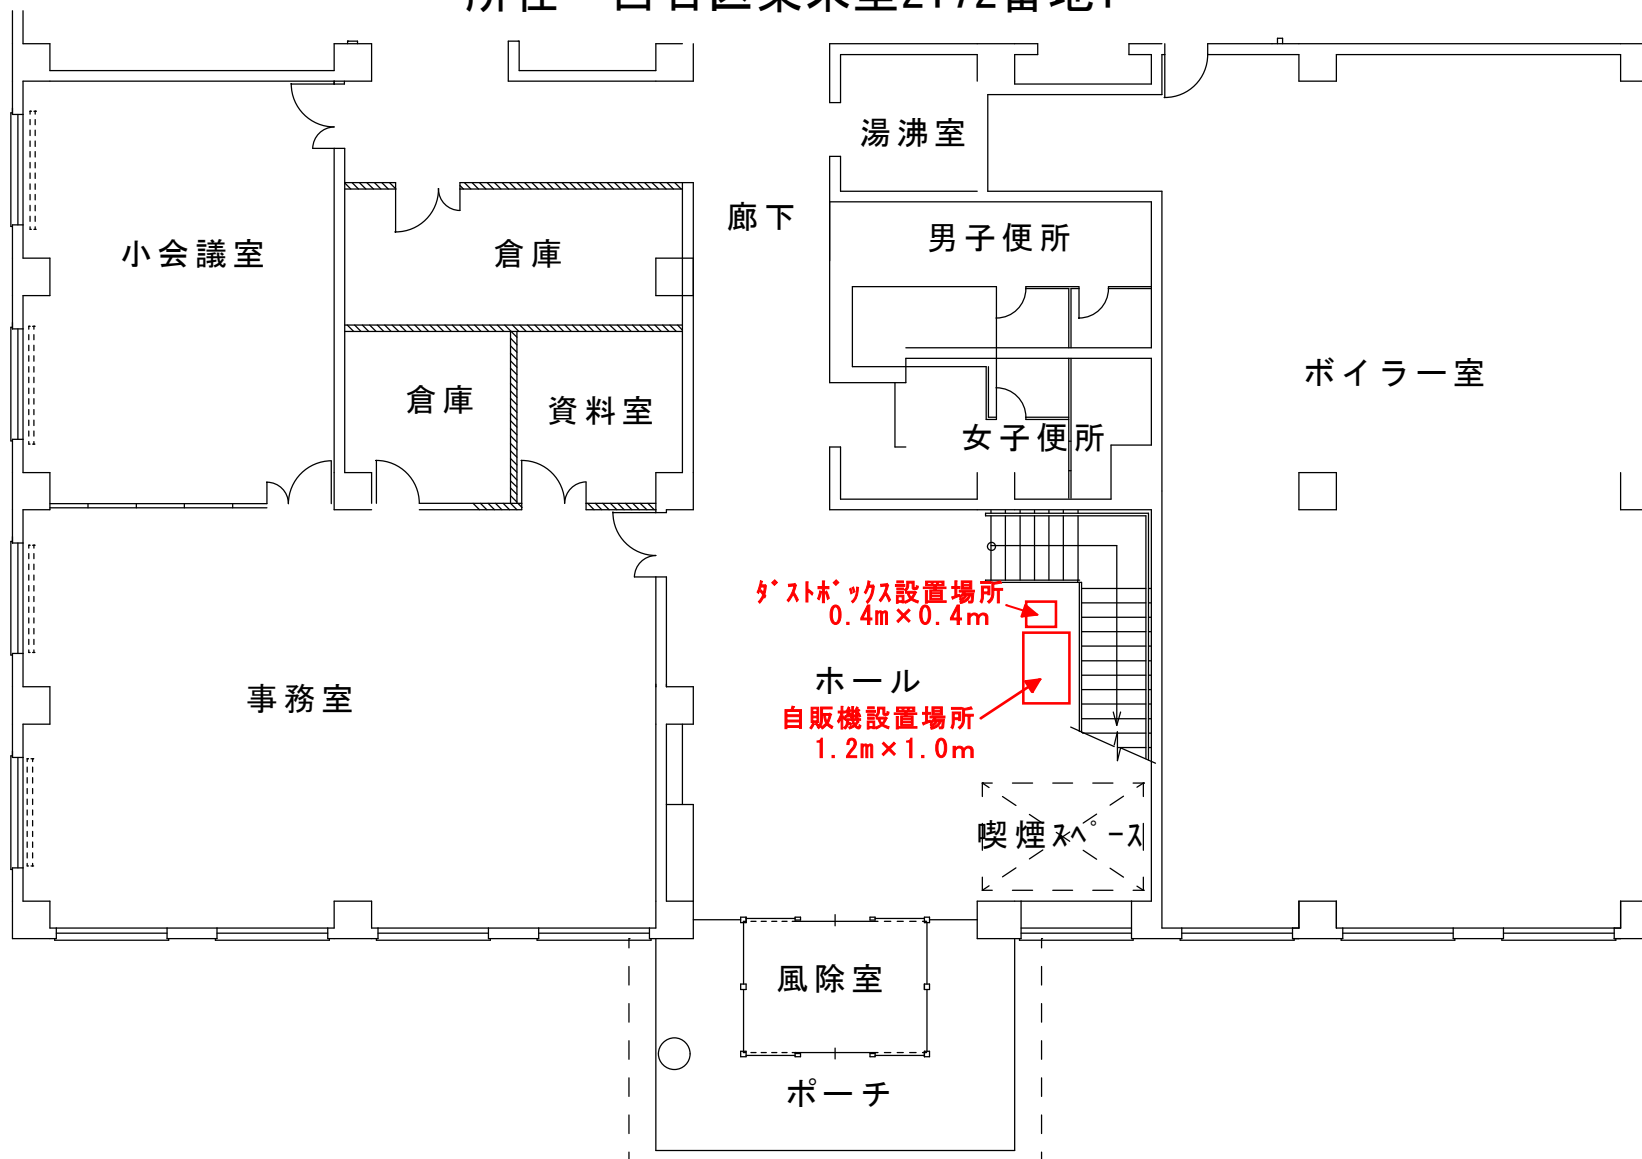 湯沸室
廊下
男子便所
小会議室
倉庫
ボイラー室
倉庫
資料室
女子便所
ダストボックス設置場所
0.4m×0.4m
ホール
事務室
自販機設置場所
1.2m×1.0m
喫煙スペース
風除室
ポーチ